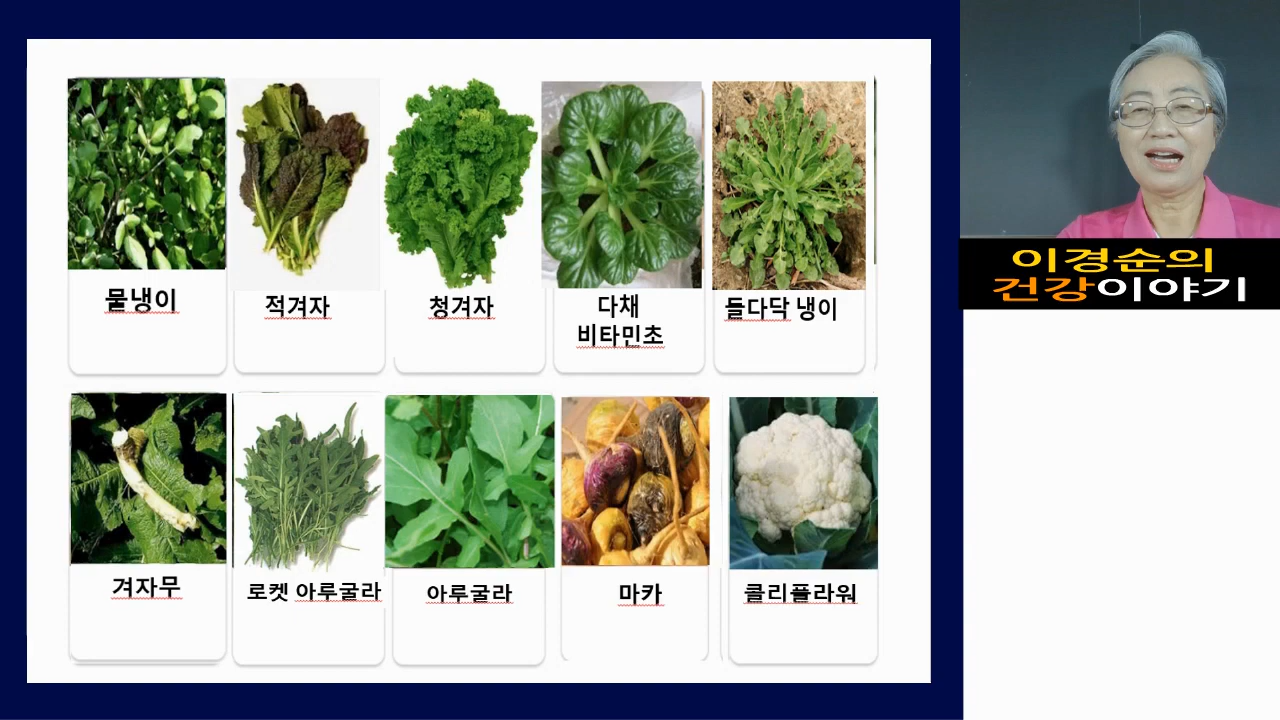 물냉이
적겨자
청겨자
다채
비타민초
들다닥 냉이
겨자무
로켓 아루굴라
아루굴라
마카
콜리플라워
이경순의
건강이야기